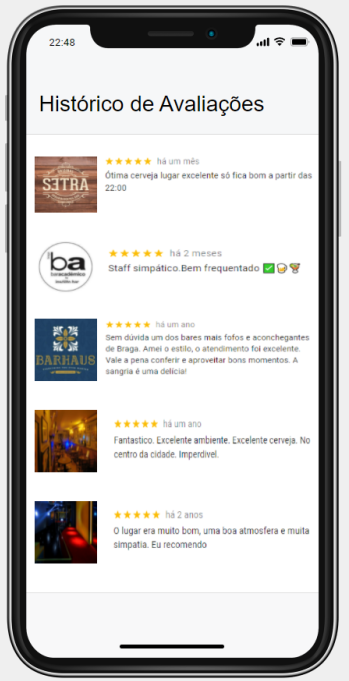 22:48
Histórico de Avaliações
há um mês
SETRA
Ótima cerveja lugar excelente só fica bom a partir das
22:00
há 2 meses
ba
Staff simpático.Bem frequentado
há um ano
BARHAUS
Sem dúvida um dos bares mais fofos e aconchegantes
de Braga. Amei o estilo, o atendimento foi excelente.
Vale a pena conferir e aproveitar bons momentos. A
sangria é uma delícia!
há um ano
Fantastico. Excelente ambiente. Excelente cerveja. No
centro da cidade. Imperdivel.
há 2 anos
O lugar era muito bom, uma boa atmosfera e muita
simpatia. Eu recomendo